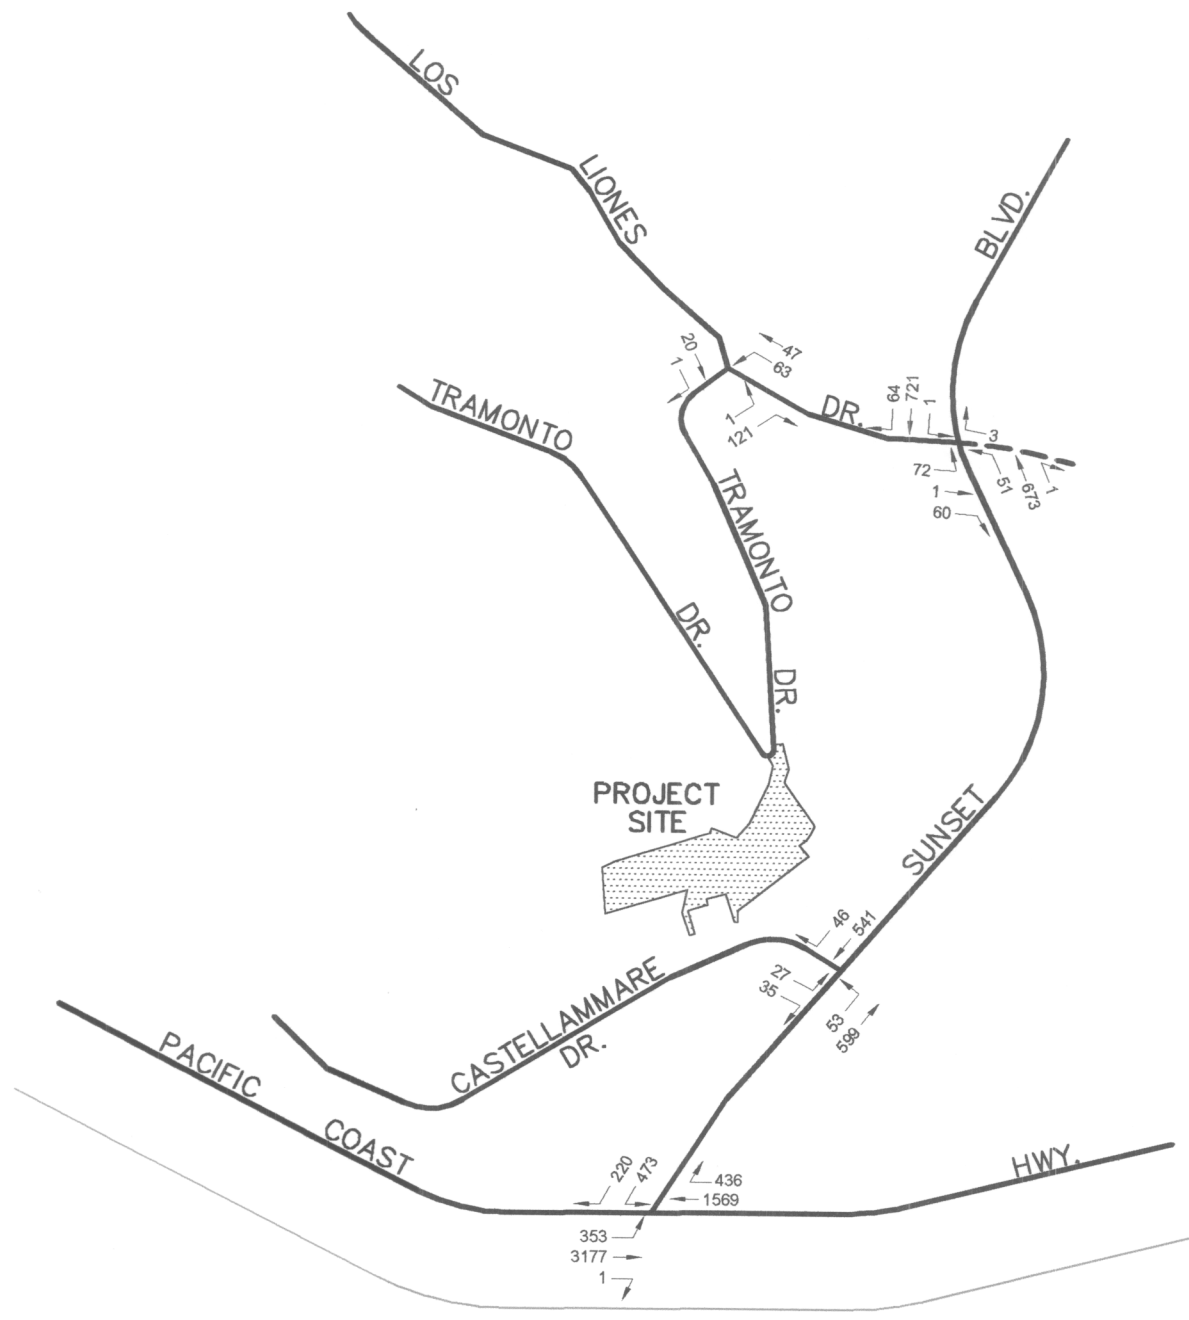 LOS
LIONES
BLVD.
20
1
47
63
TRAMONTO
1
121
DR.
64
721
1
3
72
1
60
51
673
1
TRAMONTO
DR.
DR.
PROJECT
SITE
SUNSET
46
541
27
35
53
599
CASTELLAMMARE
DR.
PACIFIC
COAST
HWY.
220
473
436
1569
353
3177
1